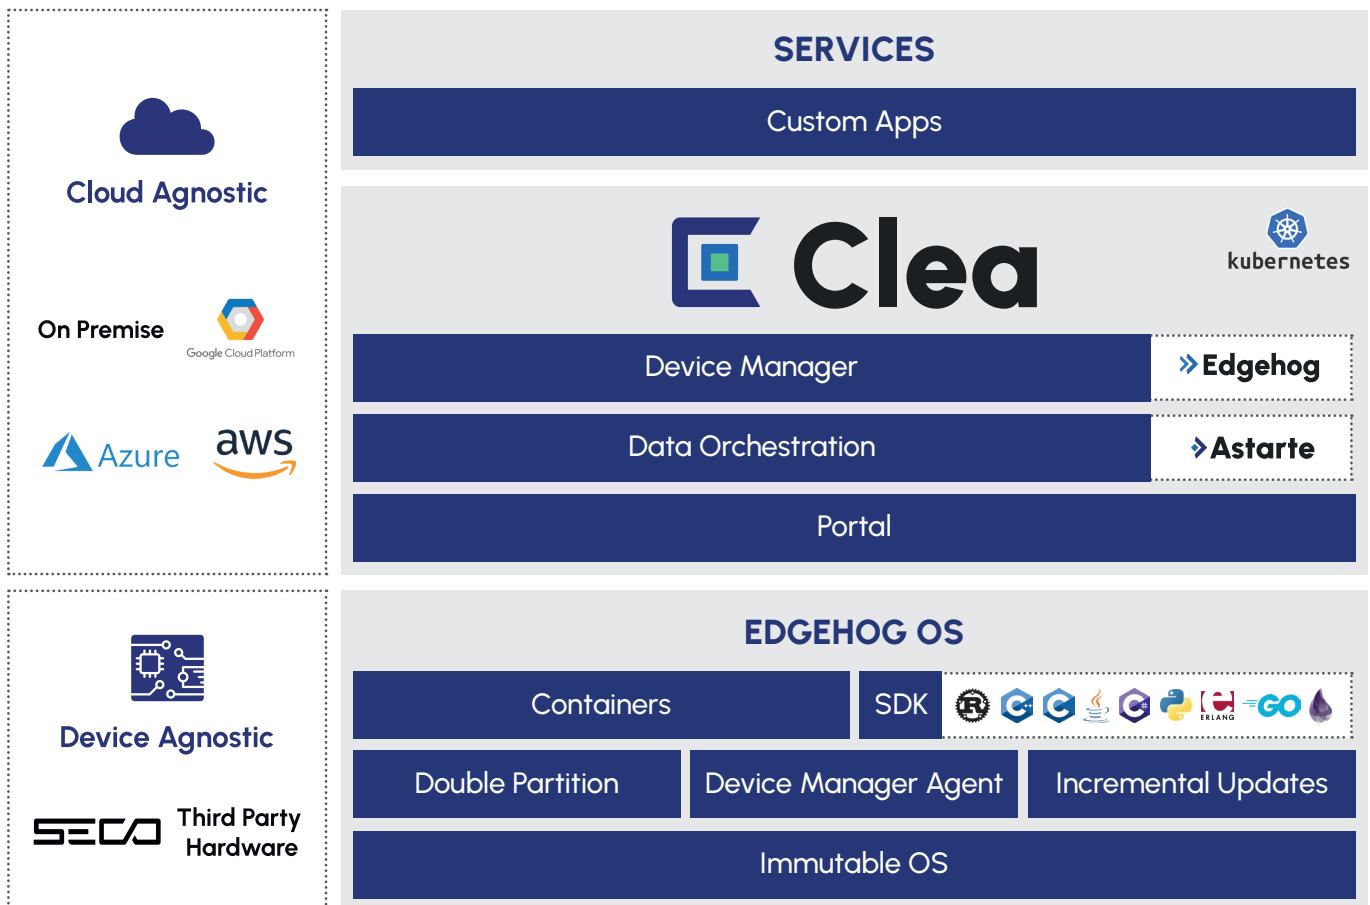 Cloud Agnostic
On Premise
Google Cloud Platform
Azure
aws
SERVICES
Custom Apps
Clea
kubernetes
Device Manager
Edgehog
Data Orchestration
Astarte
Portal
Device Agnostic
SECO
Third Party
Hardware
EDGEHOG OS
Containers
SDK
R
C++
C
C#
ERLANG
GO
Double Partition
Device Manager Agent
Incremental Updates
Immutable OS